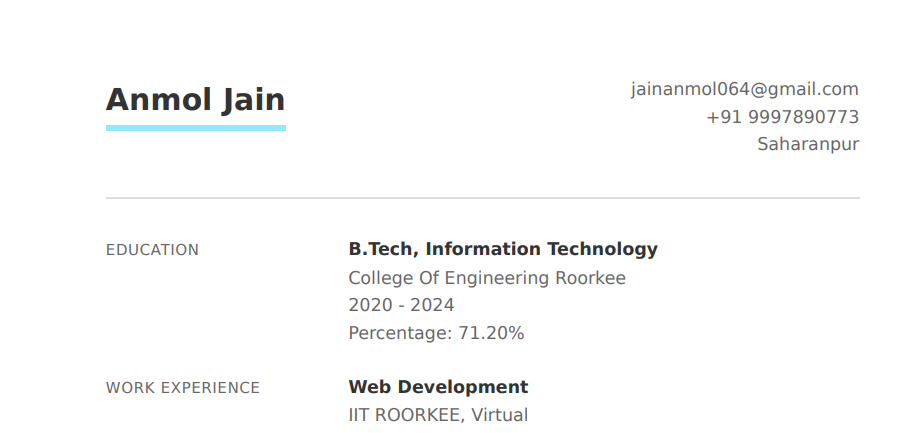 Anmol Jain
jainanmol064@gmail.com
+91 9997890773
Saharanpur
EDUCATION
B.Tech, Information Technology
College Of Engineering Roorkee
2020 - 2024
Percentage: 71.20%
WORK EXPERIENCE
Web Development
IIT ROORKEE, Virtual